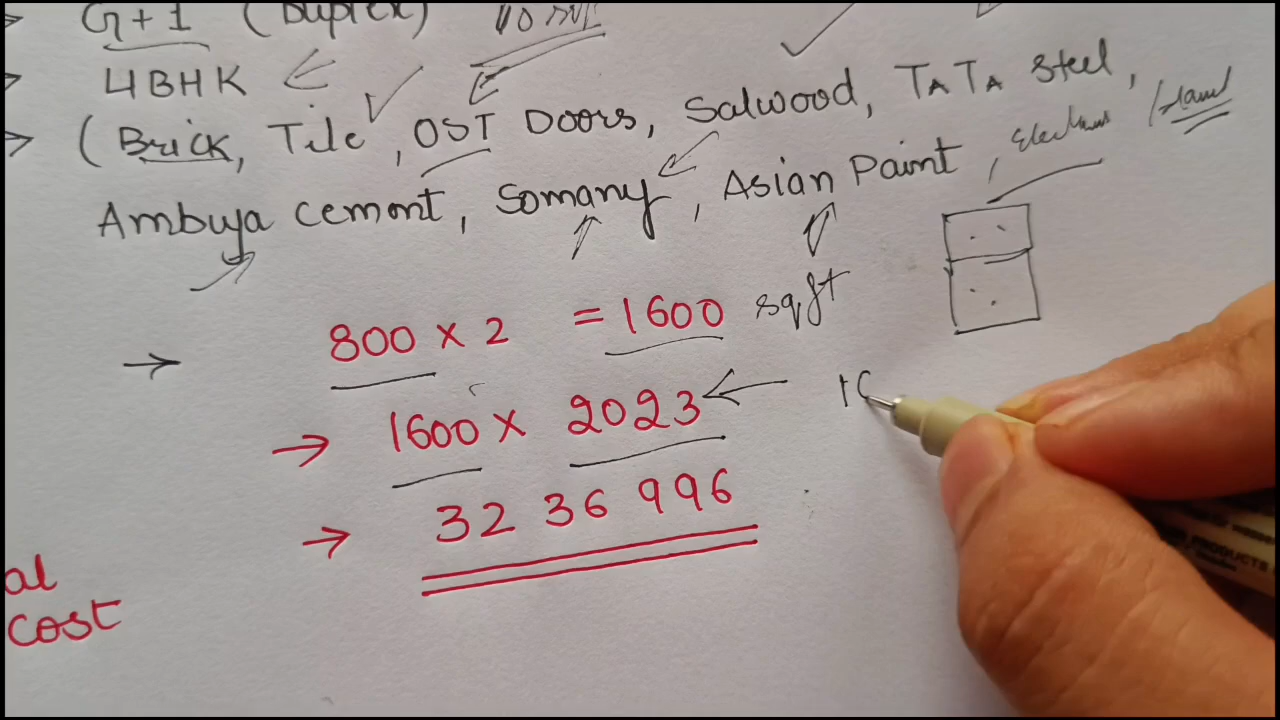 G+1 (Duplex)
4BHK
(Brick, Tile, OST Doors, Salwood, TATA Steel,
Ambuja cement, Somany, Asian Paint,
800 x 2 = 1600 sqft
1600 x 2023
32 36 996
al
cost